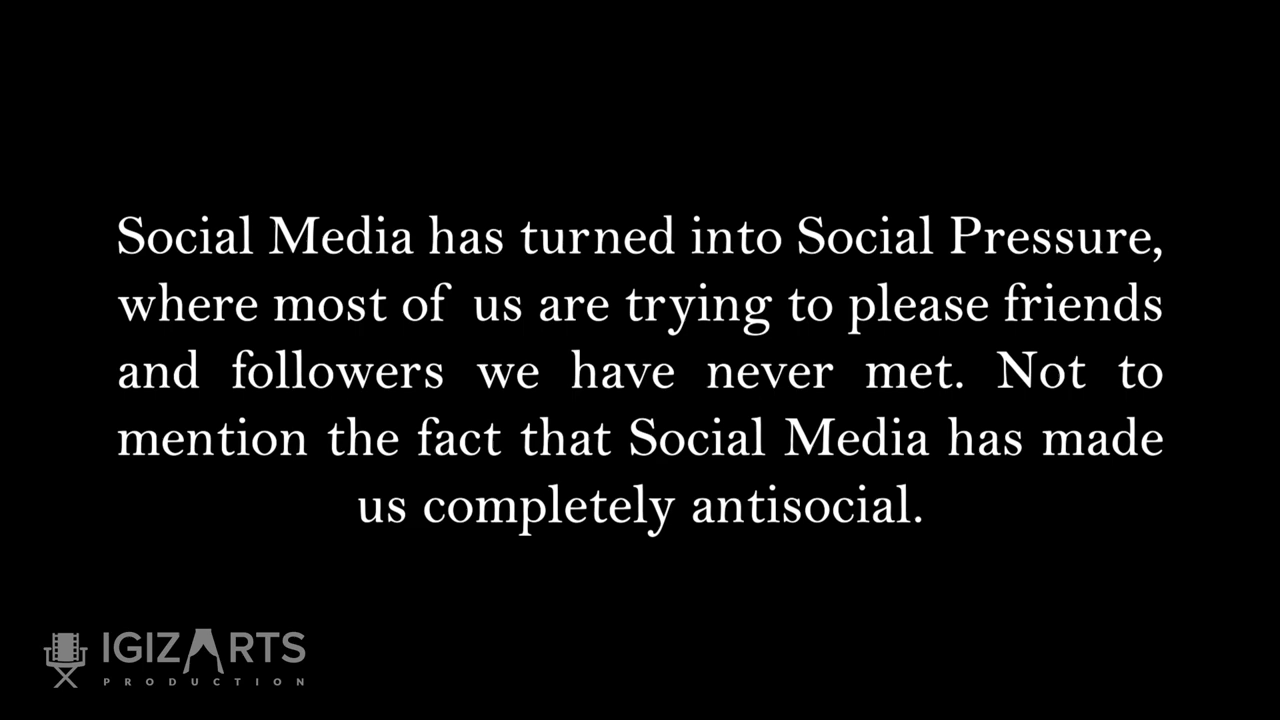 Social Media has turned into Social Pressure,
where most of us are trying to please friends
and followers we have never met. Not to
mention the fact that Social Media has made
us completely antisocial.
IGIZARTS
PRODUCTION